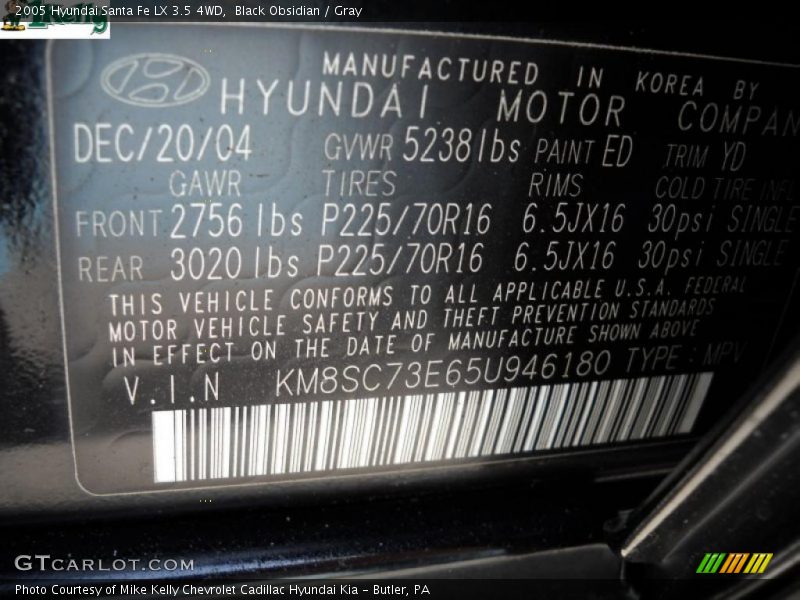 2005 Hyundai Santa Fe LX 3.5 4WD, Black Obsidian / Gray
Kelly
MANUFACTURED IN KOREA BY
HYUNDAI MOTOR COMPAN
DEC/20/04 GVWR 5238 lbs PAINT ED TRIM YD
GAWR TIRES RIMS COLD TIRE INFL
FRONT 2756 lbs P225/70R16 6.5JX16 30psi SINGLE
REAR 3020 lbs P225/70R16 6.5JX16 30psi SINGLE
THIS VEHICLE CONFORMS TO ALL APPLICABLE U.S.A. FEDERAL
MOTOR VEHICLE SAFETY AND THEFT PREVENTION STANDARDS
IN EFFECT ON THE DATE OF MANUFACTURE SHOWN ABOVE
V.I.N KM8SC73E65U946180 TYPE : MPV
GTCARLOT.COM
Photo Courtesy of Mike Kelly Chevrolet Cadillac Hyundai Kia - Butler, PA